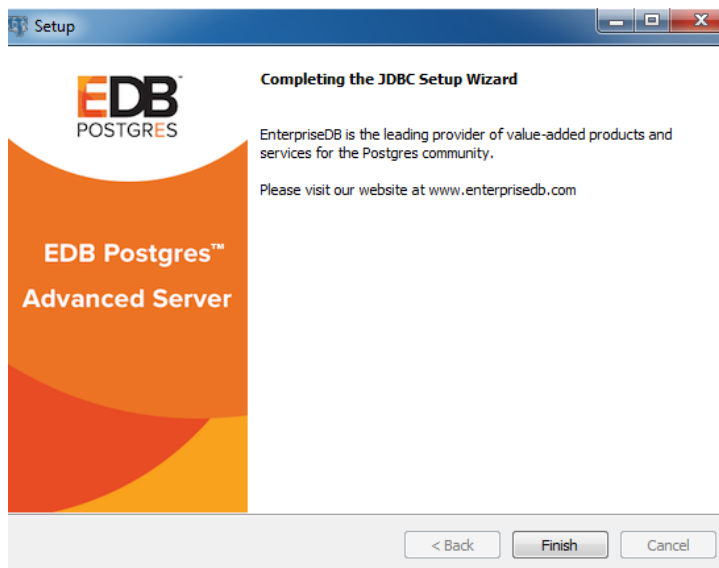 Setup
EDB
POSTGRES
EDB Postgres™
Advanced Server
Completing the JDBC Setup Wizard
EnterpriseDB is the leading provider of value-added products and
services for the Postgres community.
Please visit our website at www.enterprisedb.com
< Back
Finish
Cancel